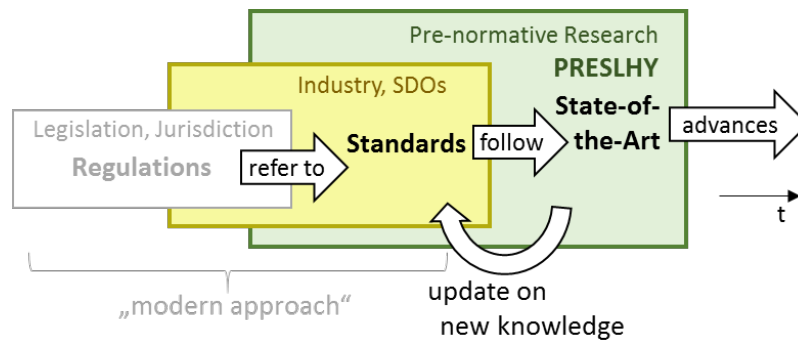 Pre-normative Research
PRESLHY
Industry, SDOs
State-of-
the-Art
advances
Legislation, Jurisdiction
Regulations
refer to
Standards
follow
t
„modern approach“
update on
new knowledge